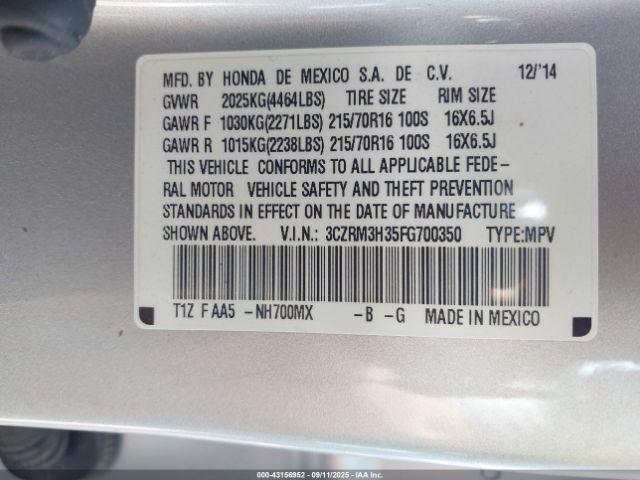 MFD. BY HONDA DE MEXICO S.A. DE C.V. 12/'14
GVWR 2025KG(4464LBS) TIRE SIZE RIM SIZE
GAWR F 1030KG(2271LBS) 215/70R16 100S 16X6.5J
GAWR R 1015KG(2238LBS) 215/70R16 100S 16X6.5J
THIS VEHICLE CONFORMS TO ALL APPLICABLE FEDE-
RAL MOTOR VEHICLE SAFETY AND THEFT PREVENTION
STANDARDS IN EFFECT ON THE DATE OF MANUFACTURE
SHOWN ABOVE. V.I.N.: 3CZRM3H35FG700350 TYPE:MPV
T1Z F AA5 -NH700MX -B -G MADE IN MEXICO
000-43156952 - 09/11/2025 - IAAI.COM